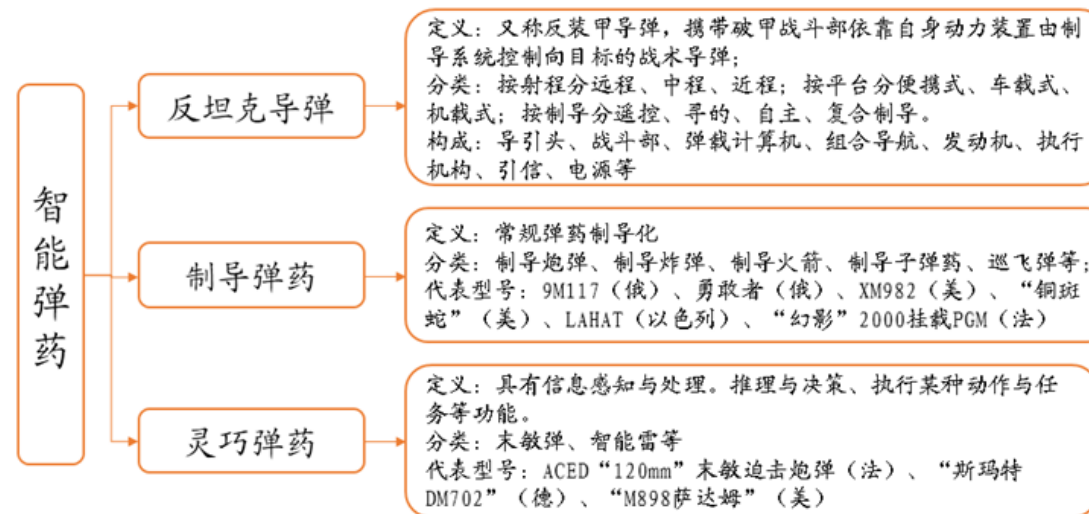 智能弹药
反坦克导弹
定义：又称反装甲导弹，携带破甲战斗部依靠自身动力装置由制
导系统控制向目标的战术导弹；
分类：按射程分远程、中程、近程；按平台分便携式、车载式、
机载式；按制导分遥控、寻的、自主、复合制导。
构成：导引头、战斗部、弹载计算机、组合导航、发动机、执行
机构、引信、电源等
制导弹药
定义：常规弹药制导化
分类：制导炮弹、制导炸弹、制导火箭、制导子弹药、巡飞弹等；
代表型号：9M117（俄）、勇敢者（俄）、XM982（美）、“铜斑
蛇”（美）、LAHAT（以色列）、“幻影”2000挂载PGM（法）
灵巧弹药
定义：具有信息感知与处理。推理与决策、执行某种动作与任
务等功能。
分类：末敏弹、智能雷等
代表型号：ACED“120mm”末敏迫击炮弹（法）、“斯玛特
DM702”（德）、“M898萨达姆”（美）